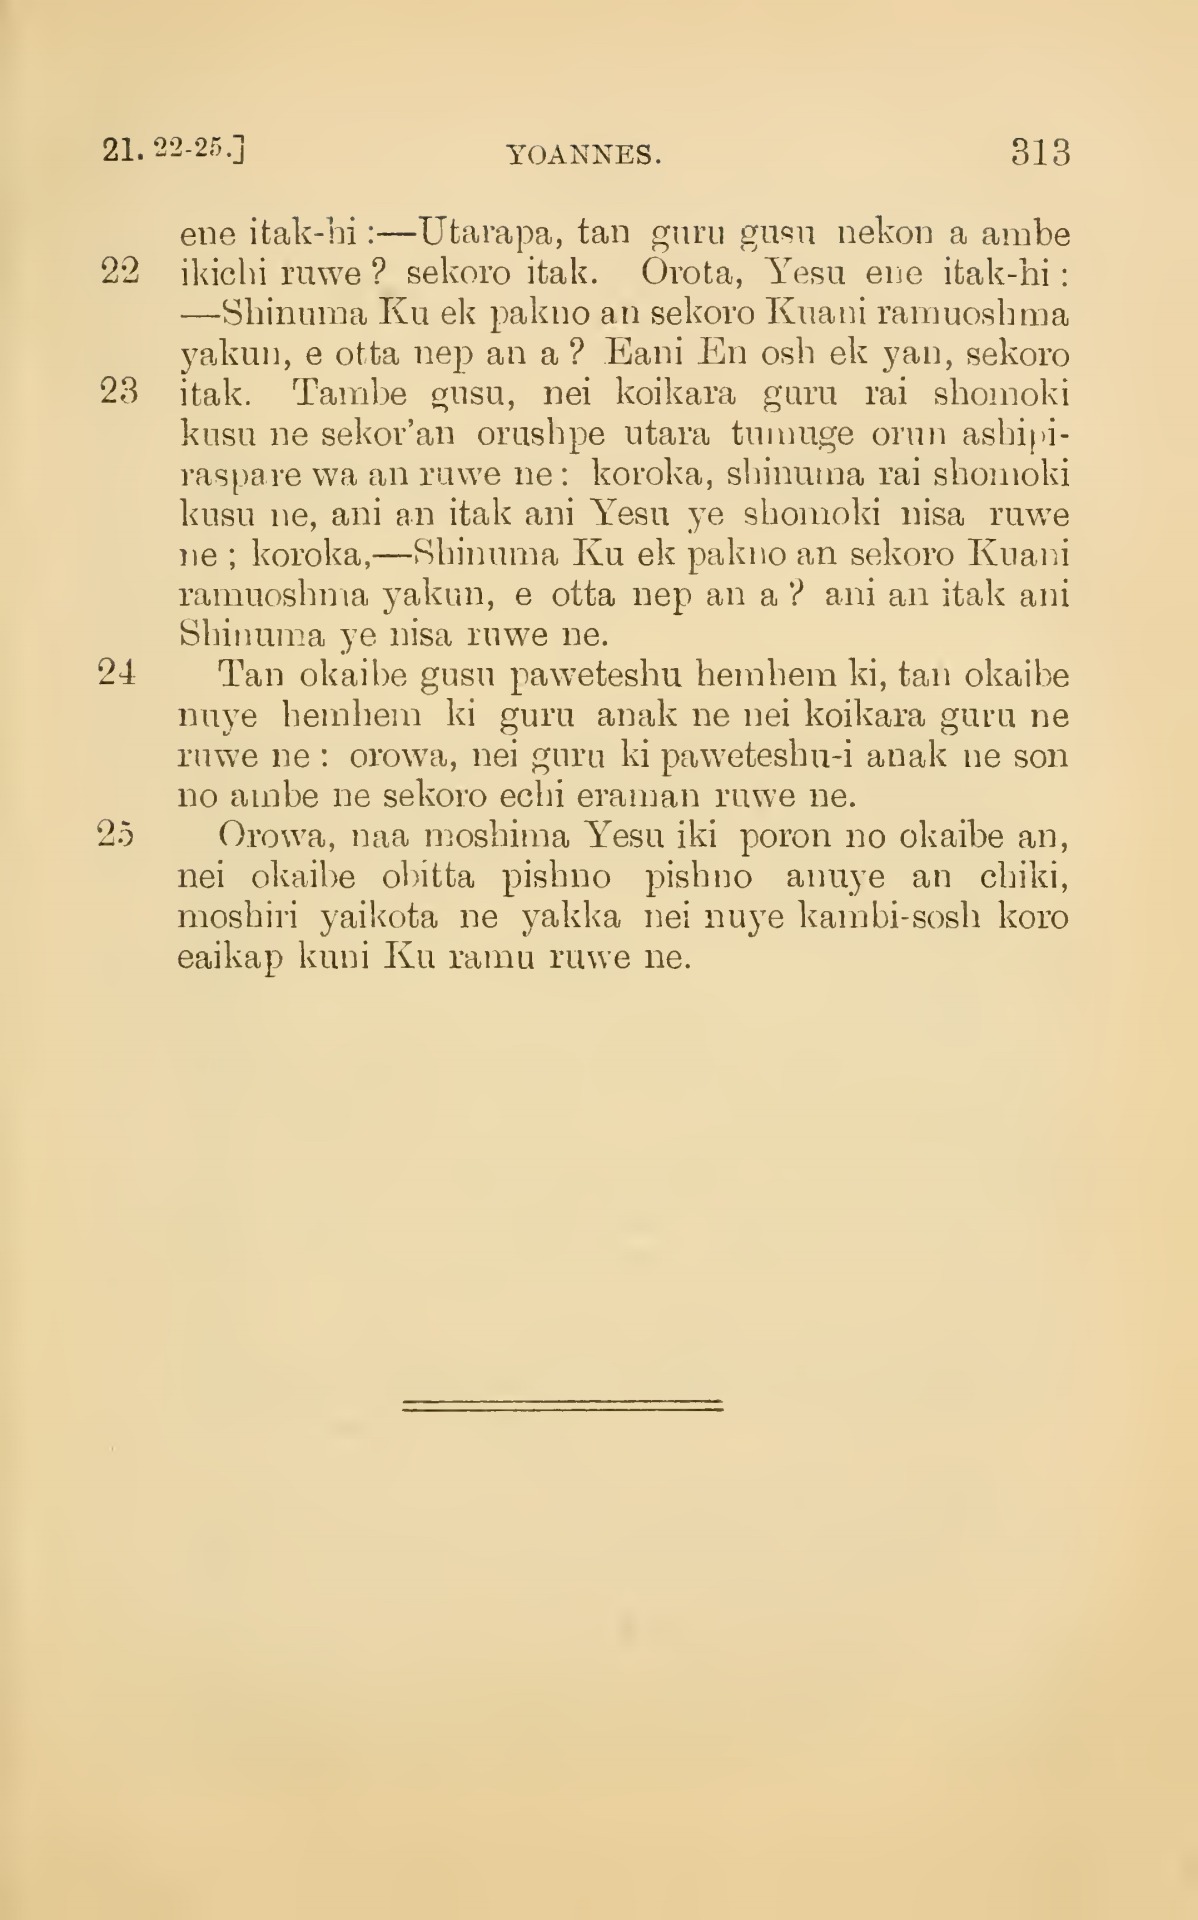 21. 22-25.] YOANNES. 313
ene itak-hi :—Utarapa, tan guru gusu nekon a ambe
22 ikichi ruwe ? sekoro itak. Orota, Yesu ene itak-hi :
—Shinuma Ku ek pakno an sekoro Kuani ramuoshma
yakun, e otta nep an a ? Eani En osh ek yan, sekoro
23 itak. Tambe gusu, nei koikara guru rai shomoki
kusu ne sekor'an orushpe utara tumuge orun ashipi-
raspare wa an ruwe ne : koroka, shinuma rai shomoki
kusu ne, ani an itak ani Yesu ye shomoki nisa ruwe
ne ; koroka,—Shinuma Ku ek pakno an sekoro Kuani
ramuoshma yakun, e otta nep an a ? ani an itak ani
Shinuma ye nisa ruwe ne.
24 Tan okaibe gusu paweteshu hemhem ki, tan okaibe
nuye hemhem ki guru anak ne nei koikara guru ne
ruwe ne : orowa, nei guru ki paweteshu-i anak ne son
no ambe ne sekoro echi eraman ruwe ne.
25 Orowa, naa moshima Yesu iki poron no okaibe an,
nei okaibe obitta pishno pishno anuye an chiki,
moshiri yaikota ne yakka nei nuye kambi-sosh koro
eaikap kuni Ku ramu ruwe ne.